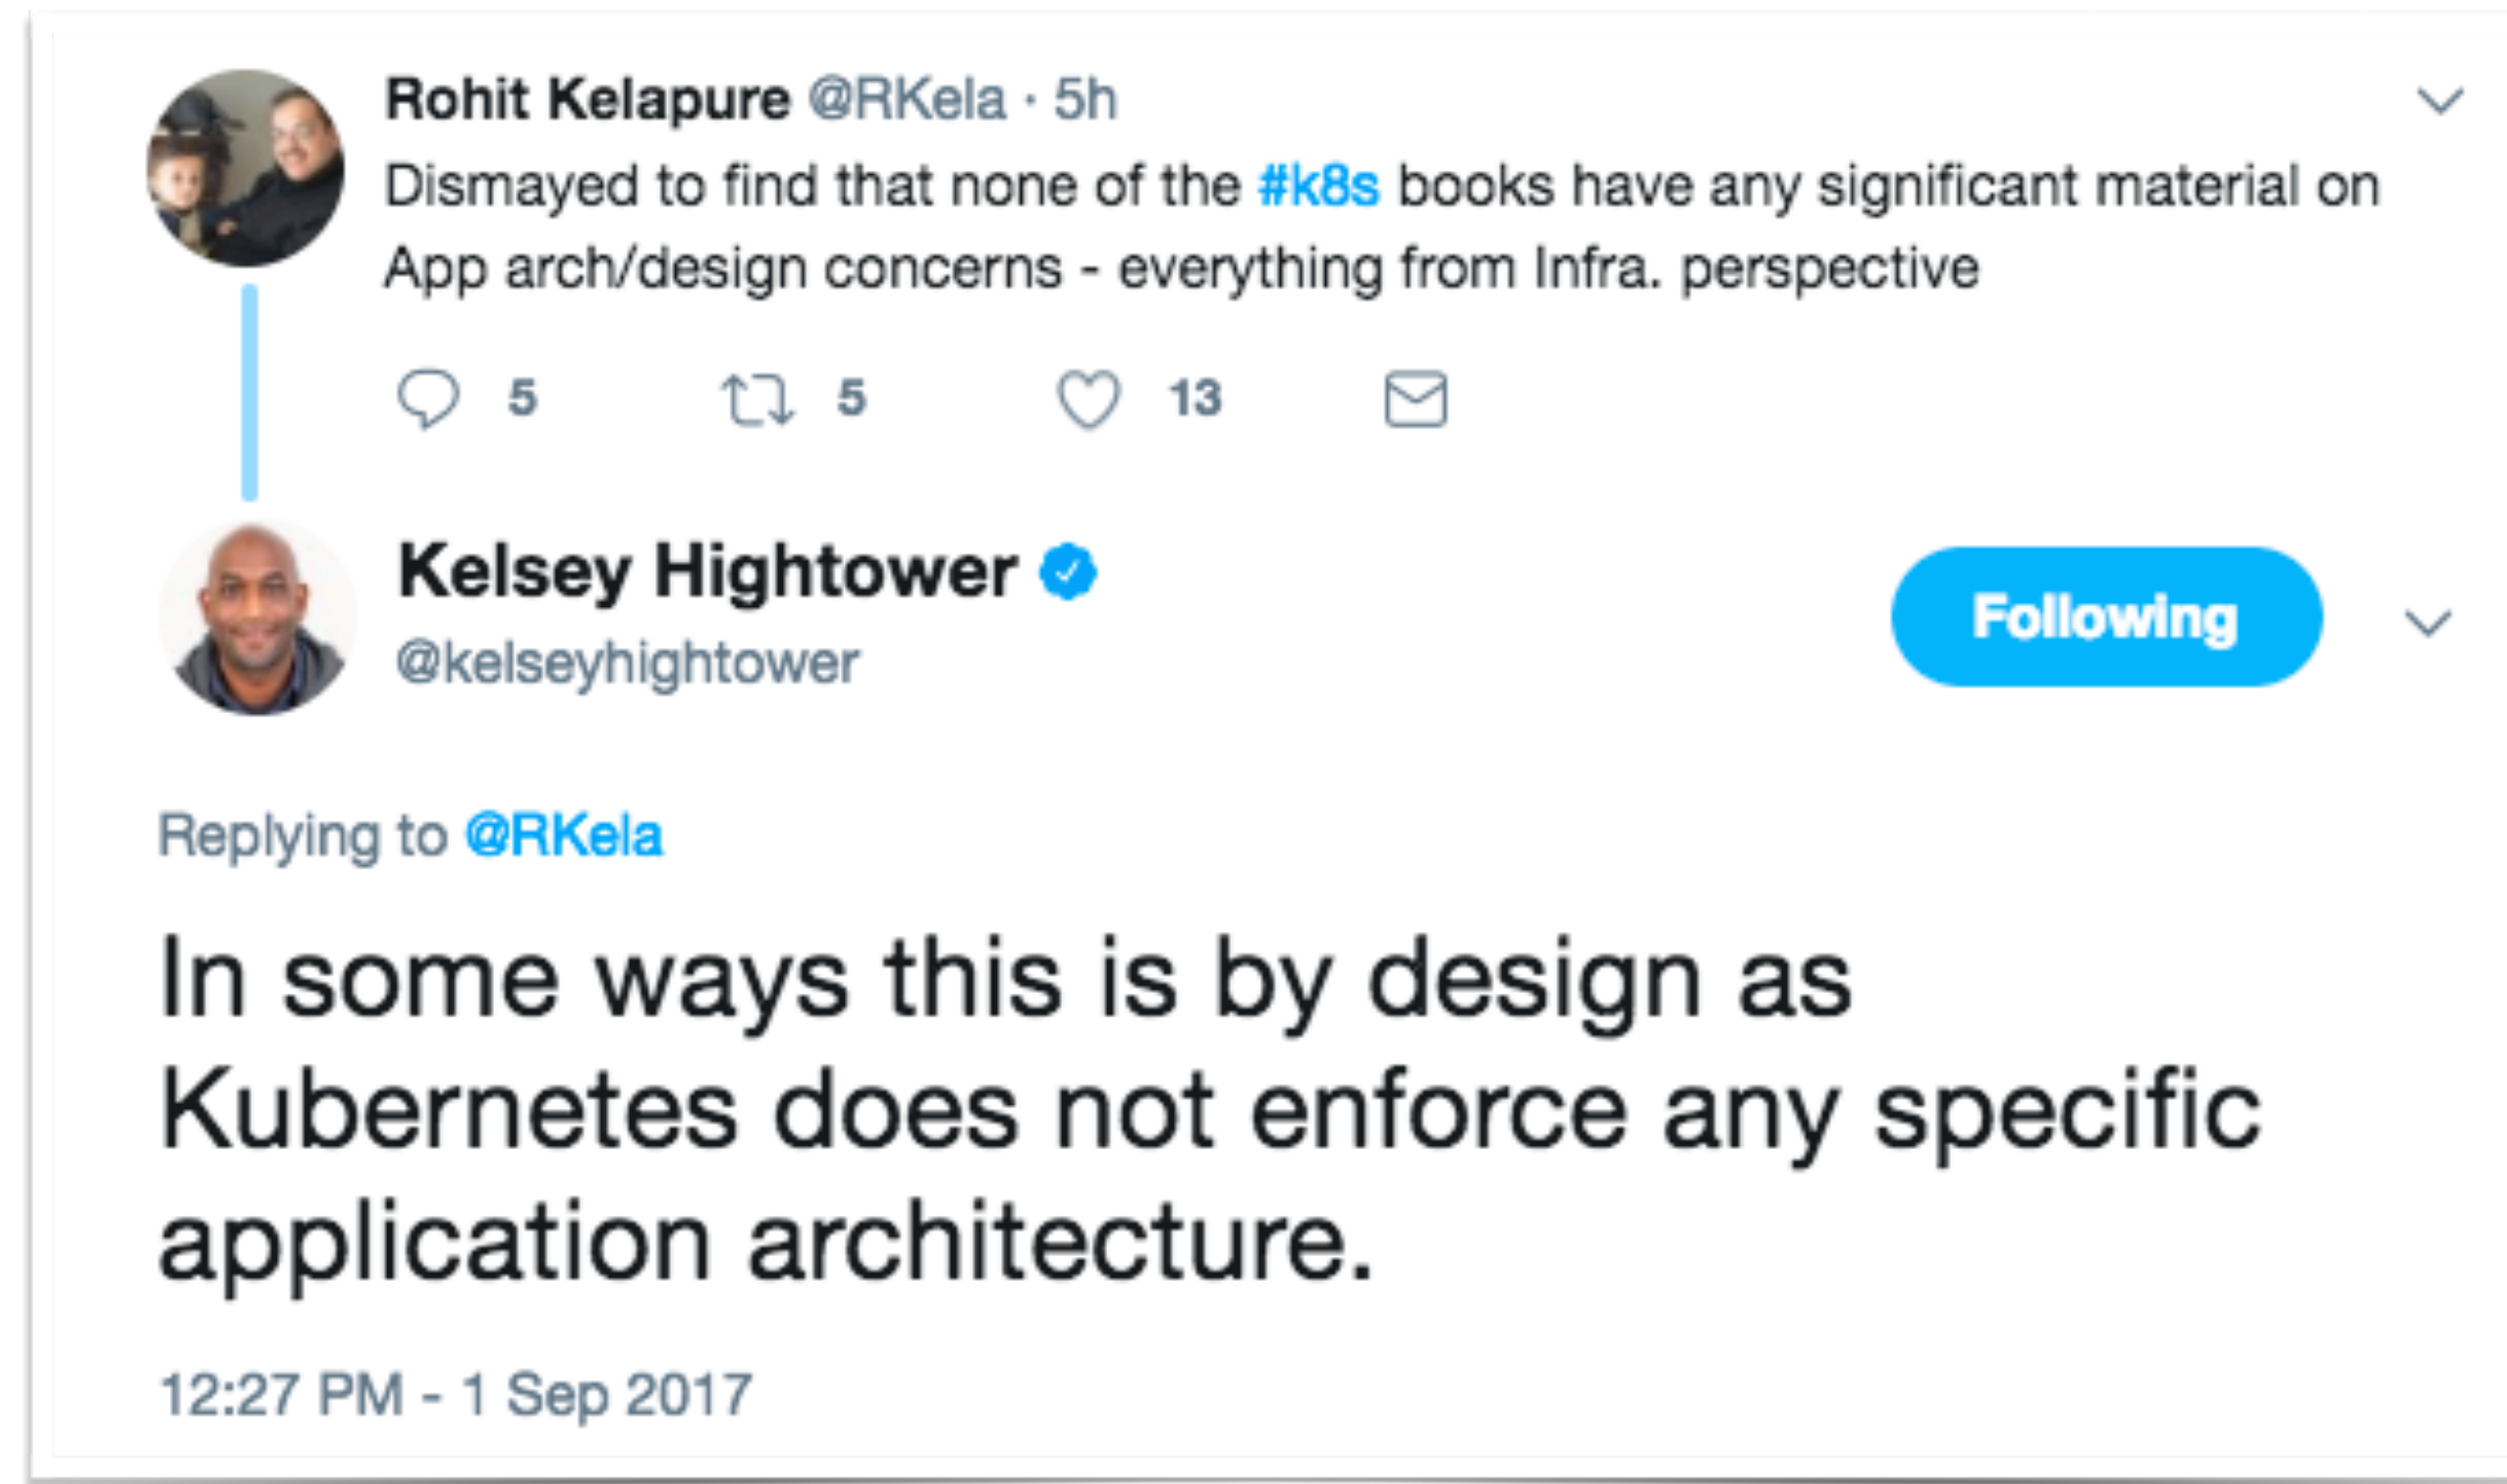 Rohit Kelapure @RKela · 5h
Dismayed to find that none of the #k8s books have any significant material on
App arch/design concerns - everything from Infra. perspective
5 5 13
Kelsey Hightower
@kelseyhightower
Following
Replying to @RKela
In some ways this is by design as
Kubernetes does not enforce any specific
application architecture.
12:27 PM - 1 Sep 2017